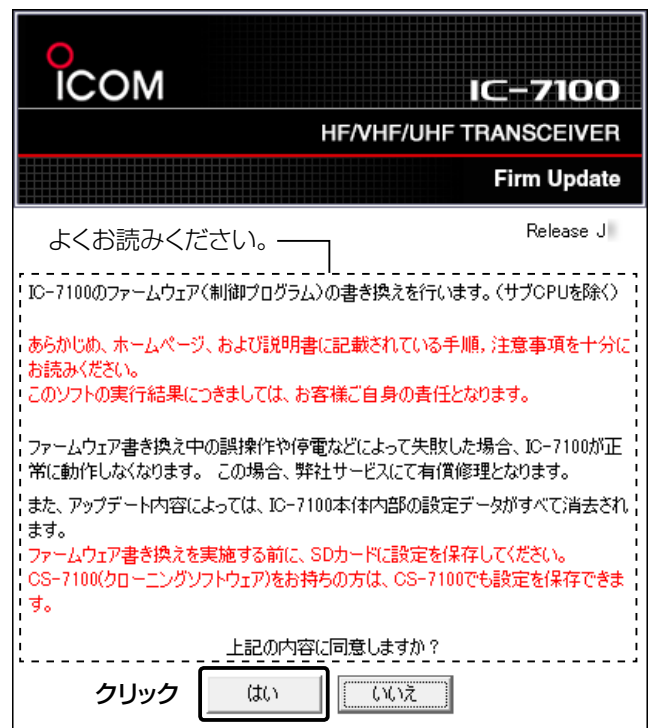 ICOM
IC-7100
HF/VHF/UHF TRANSCEIVER
Firm Update
よくお読みください。
Release J
IC-7100のファームウェア(制御プログラム)の書き換えを行います。(サブCPUを除く)
あらかじめ、ホームページ、および説明書に記載されている手順，注意事項を十分に
お読みください。
このソフトの実行結果につきましては、お客様ご自身の責任となります。
ファームウェア書き換え中の誤操作や停電などによって失敗した場合、IC-7100が正
常に動作しなくなります。 この場合、弊社サービスにて有償修理となります。
また、アップデート内容によっては、IC-7100本体内部の設定データがすべて消去され
ます。
ファームウェア書き換えを実施する前に、SDカードに設定を保存してください。
CS-7100(クローニングソフトウェア)をお持ちの方は、CS-7100でも設定を保存できま
す。
上記の内容に同意しますか？
クリック はい いいえ